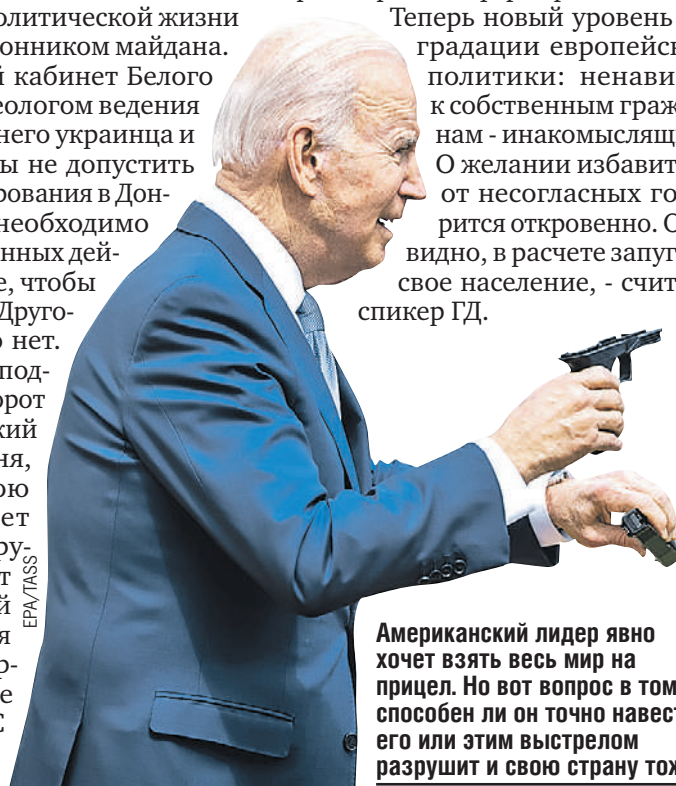 олитической жизни
онником майдана.
й кабинет Белого
еологом ведения
него украинца и
ы не допустить
рования в Дон-
необходимо
нных дей-
е, чтобы
Друго-
о нет.
под-
орот
кий
ня,
ою
ет
ру-
т
й
я
р-
е
С
EPA/TASS
Теперь новый уровень
градации европейск
политики: ненавис
к собственным граж
нам - инакомыслящи
О желании избавит
от несогласных го
рится откровенно. О
видно, в расчете запуг
свое население, - счит
спикер ГД.
Американский лидер явно
хочет взять весь мир на
прицел. Но вот вопрос в том
способен ли он точно навест
его или этим выстрелом
разрушит и свою страну тож